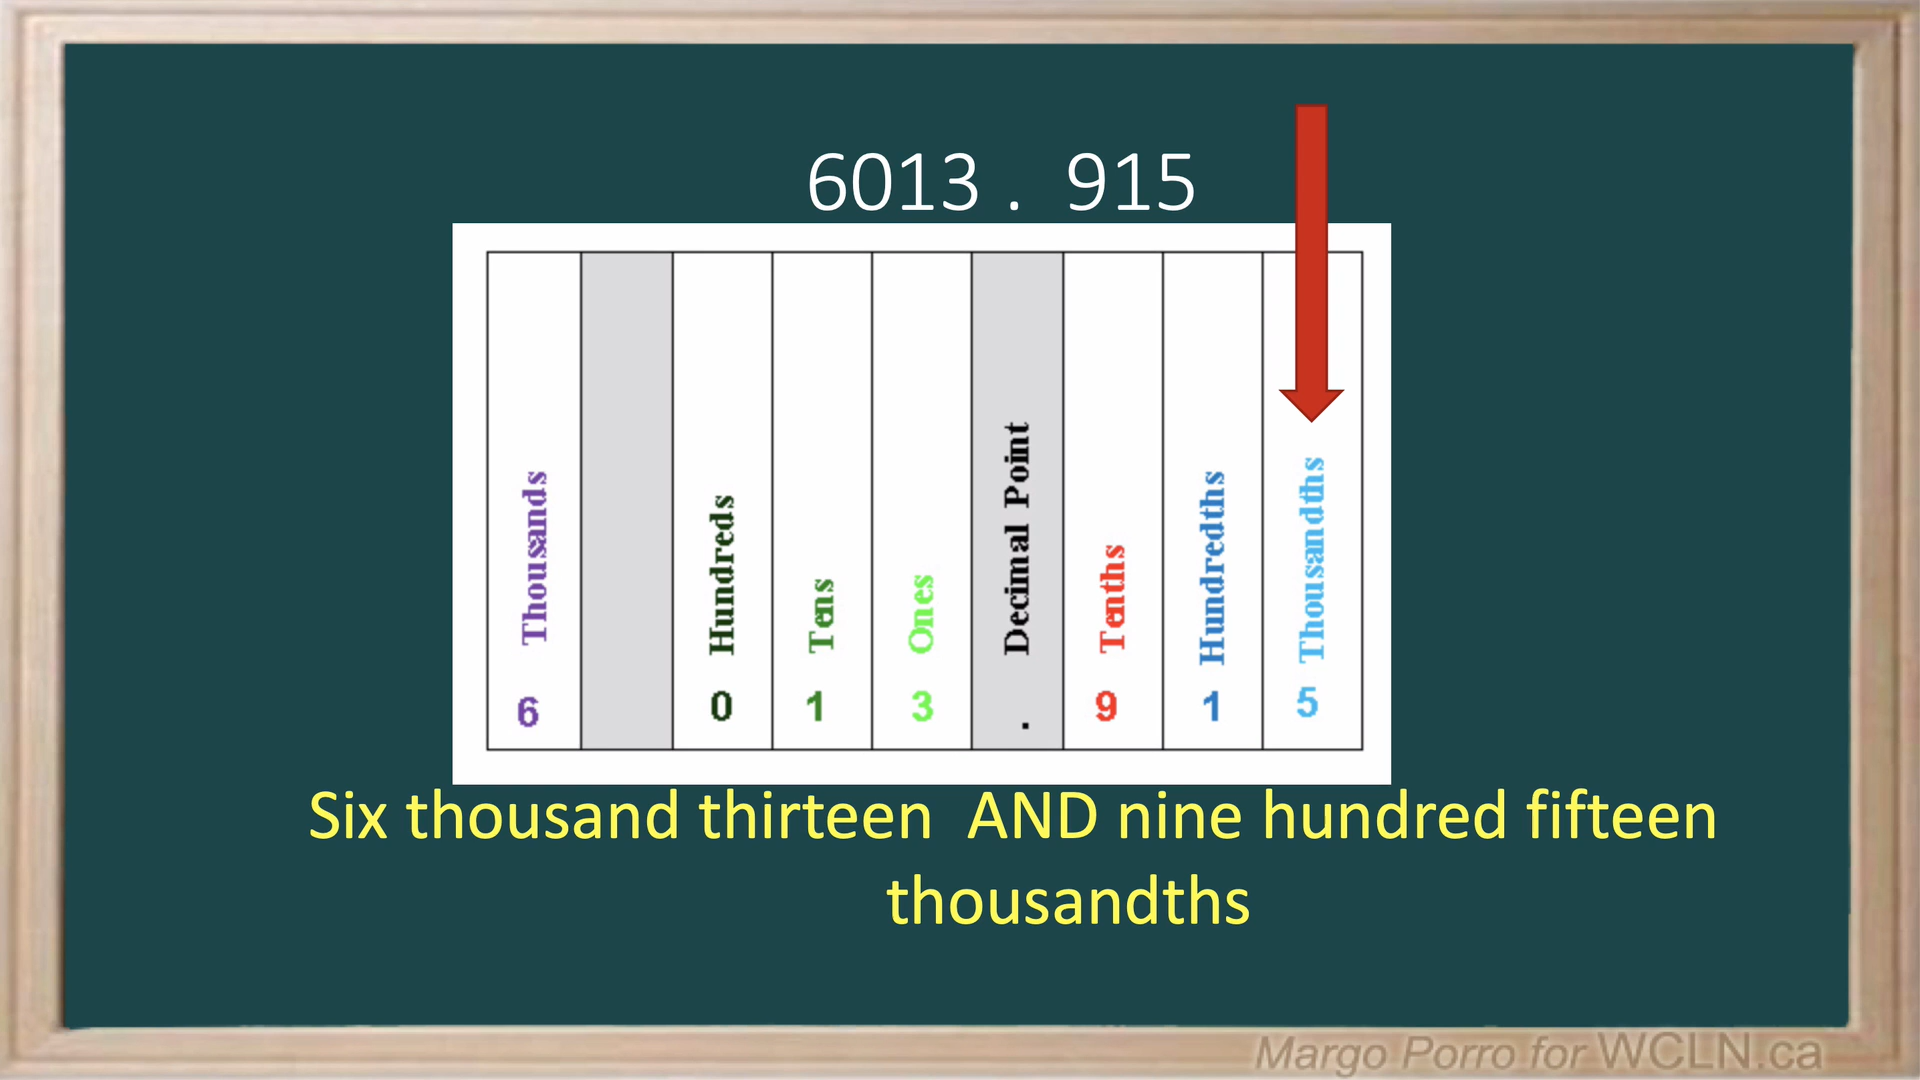 6013 . 915
Thousands
Hundreds
Tens
Ones
Decimal Point
Tenths
Hundredths
Thousandths
6 0 1 3 . 9 1 5
Six thousand thirteen AND nine hundred fifteen
thousandths
Margo Porro for WCLN.ca